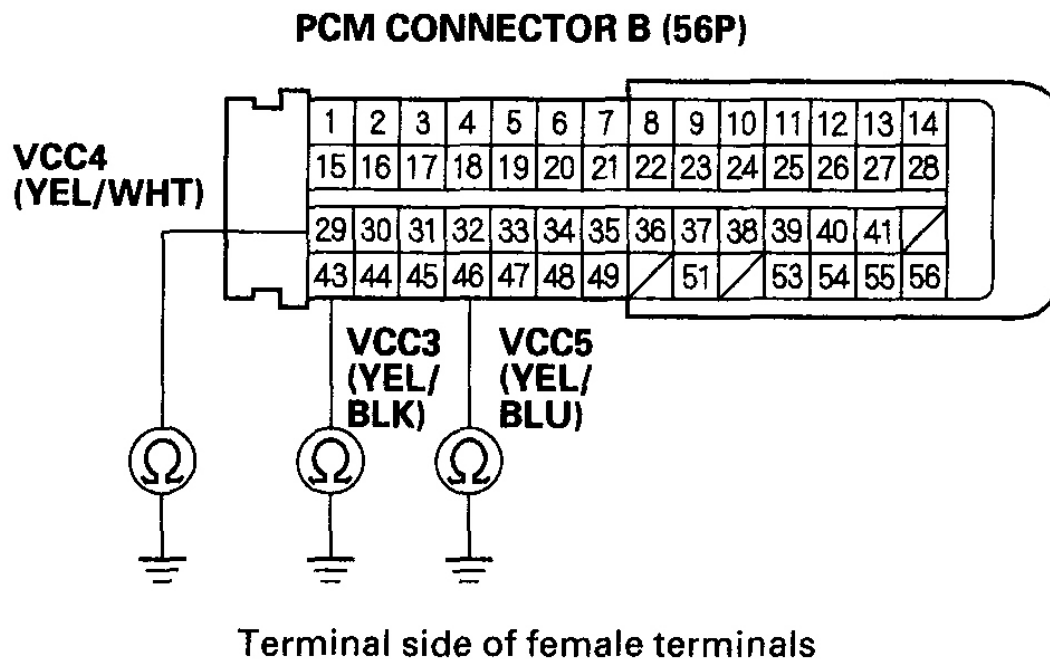 PCM CONNECTOR B (56P)
1 2 3 4 5 6 7 8 9 10 11 12 13 14
VCC4
(YEL/WHT)
15 16 17 18 19 20 21 22 23 24 25 26 27 28
29 30 31 32 33 34 35 36 37 38 39 40 41
43 44 45 46 47 48 49 51 53 54 55 56
VCC3
(YEL/
BLK)
VCC5
(YEL/
BLU)
Ω Ω Ω
Terminal side of female terminals